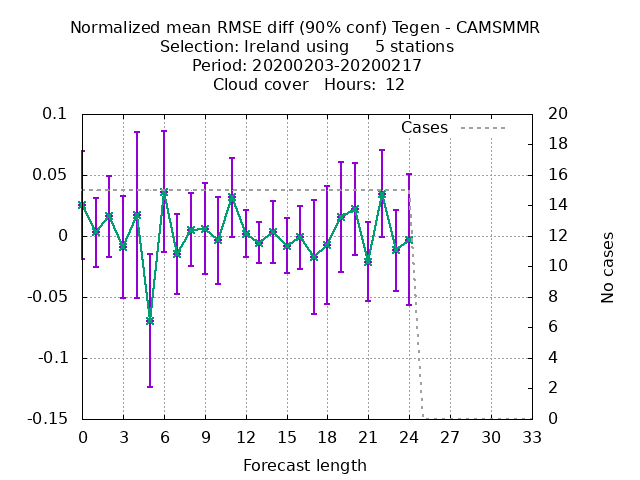 Normalized mean RMSE diff (90% conf) Tegen - CAMSMMR
Selection: Ireland using 5 stations
Period: 20200203-20200217
Cloud cover Hours: 12
0.1
0.05
0
-0.05
-0.1
-0.15
Cases
20
18
16
14
12
10
8
6
4
2
0
No cases
0 3 6 9 12 15 18 21 24 27 30 33
Forecast length